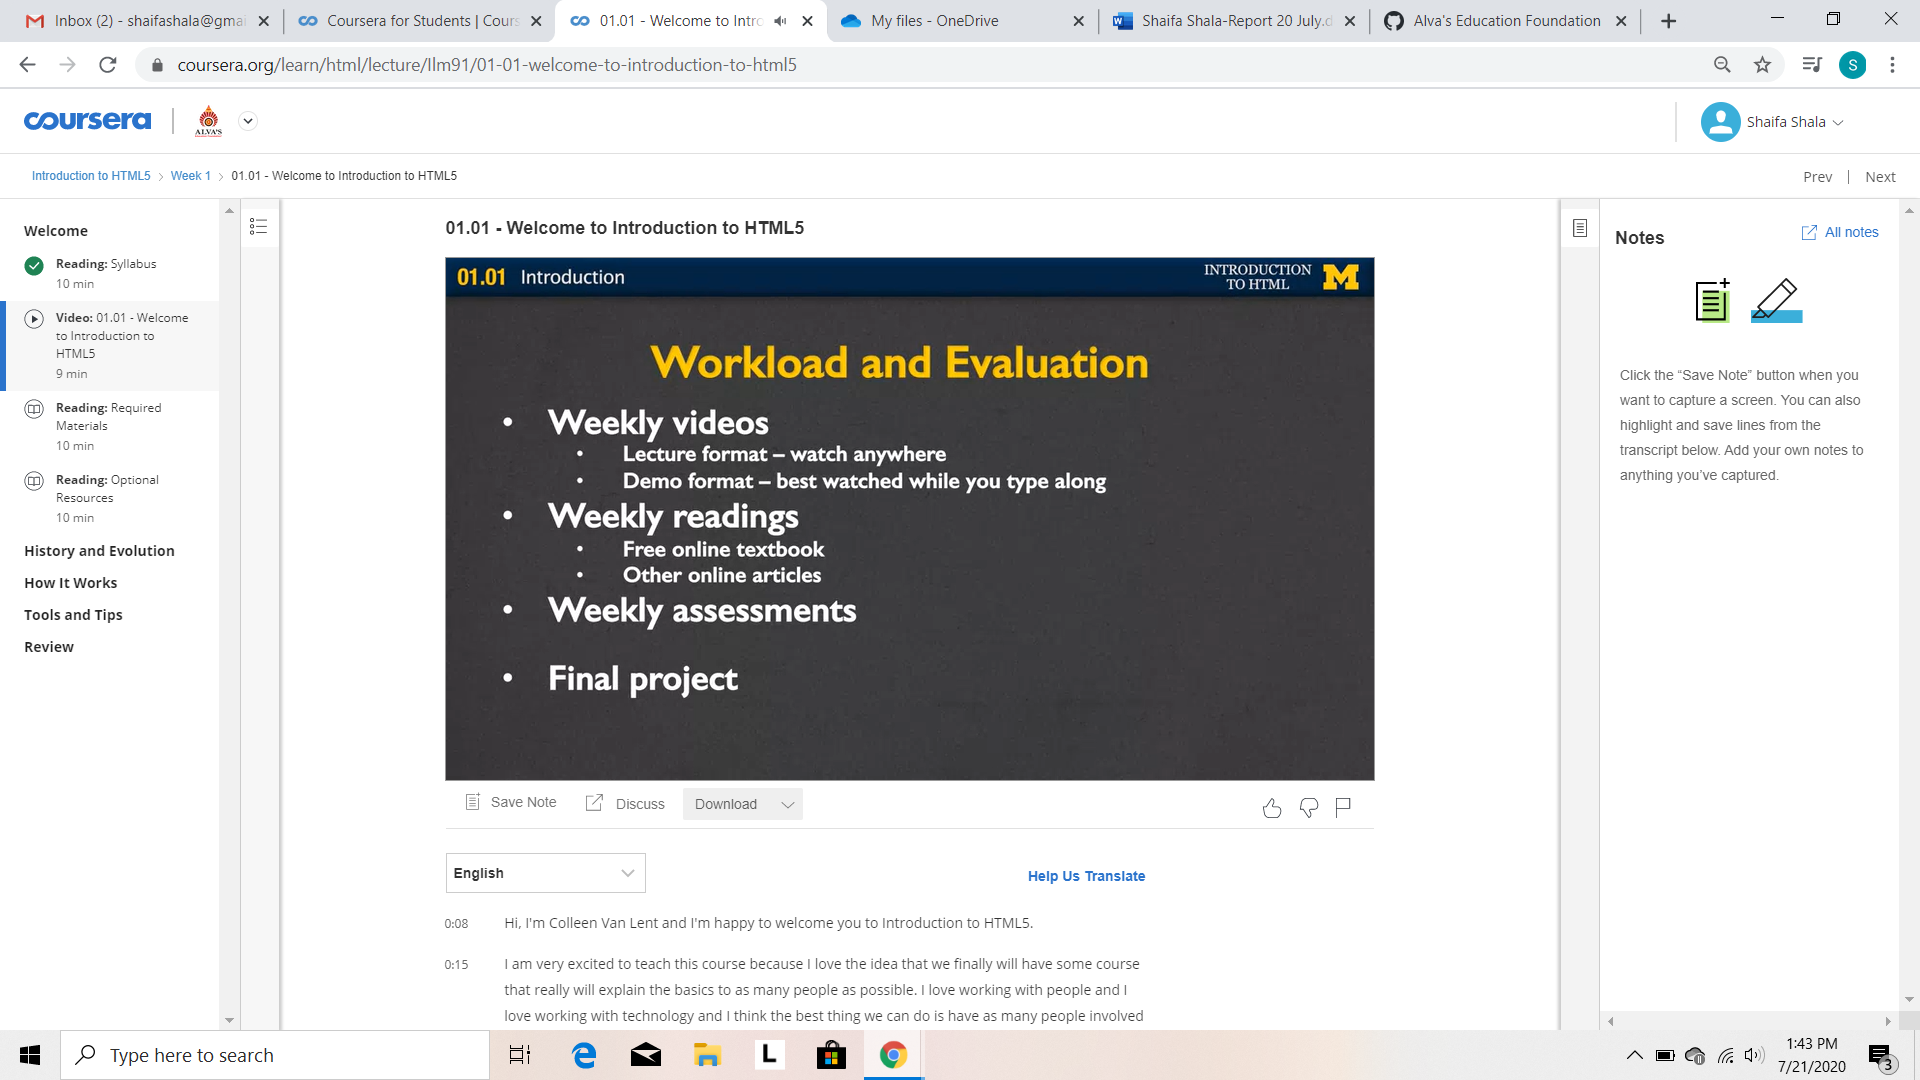 Inbox (2) - shaifashala@gmai
Coursera for Students | Cours
01.01 - Welcome to Intro
My files - OneDrive
Shaifa Shala-Report 20 July.d
Alva's Education Foundation
coursera.org/learn/html/lecture/Ilm91/01-01-welcome-to-introduction-to-html5
S
coursera
ALVA'S
Shaifa Shala
Introduction to HTML5 > Week 1 > 01.01 - Welcome to Introduction to HTML5
Prev | Next
Welcome
Reading: Syllabus
10 min
Video: 01.01 - Welcome
to Introduction to
HTML5
9 min
Reading: Required
Materials
10 min
Reading: Optional
Resources
10 min
History and Evolution
How It Works
Tools and Tips
Review
01.01 - Welcome to Introduction to HTML5
01.01 Introduction
INTRODUCTION
TO HTML
M
Workload and Evaluation
• Weekly videos
• Lecture format – watch anywhere
• Demo format – best watched while you type along
• Weekly readings
• Free online textbook
• Other online articles
• Weekly assessments
• Final project
Save Note
Discuss
Download
English
Help Us Translate
0:08 Hi, I'm Colleen Van Lent and I'm happy to welcome you to Introduction to HTML5.
0:15 I am very excited to teach this course because I love the idea that we finally will have some course
that really will explain the basics to as many people as possible. I love working with people and I
love working with technology and I think the best thing we can do is have as many people involved
Notes
All notes
Click the “Save Note” button when you
want to capture a screen. You can also
highlight and save lines from the
transcript below. Add your own notes to
anything you’ve captured.
Type here to search
L
1:43 PM
7/21/2020
3